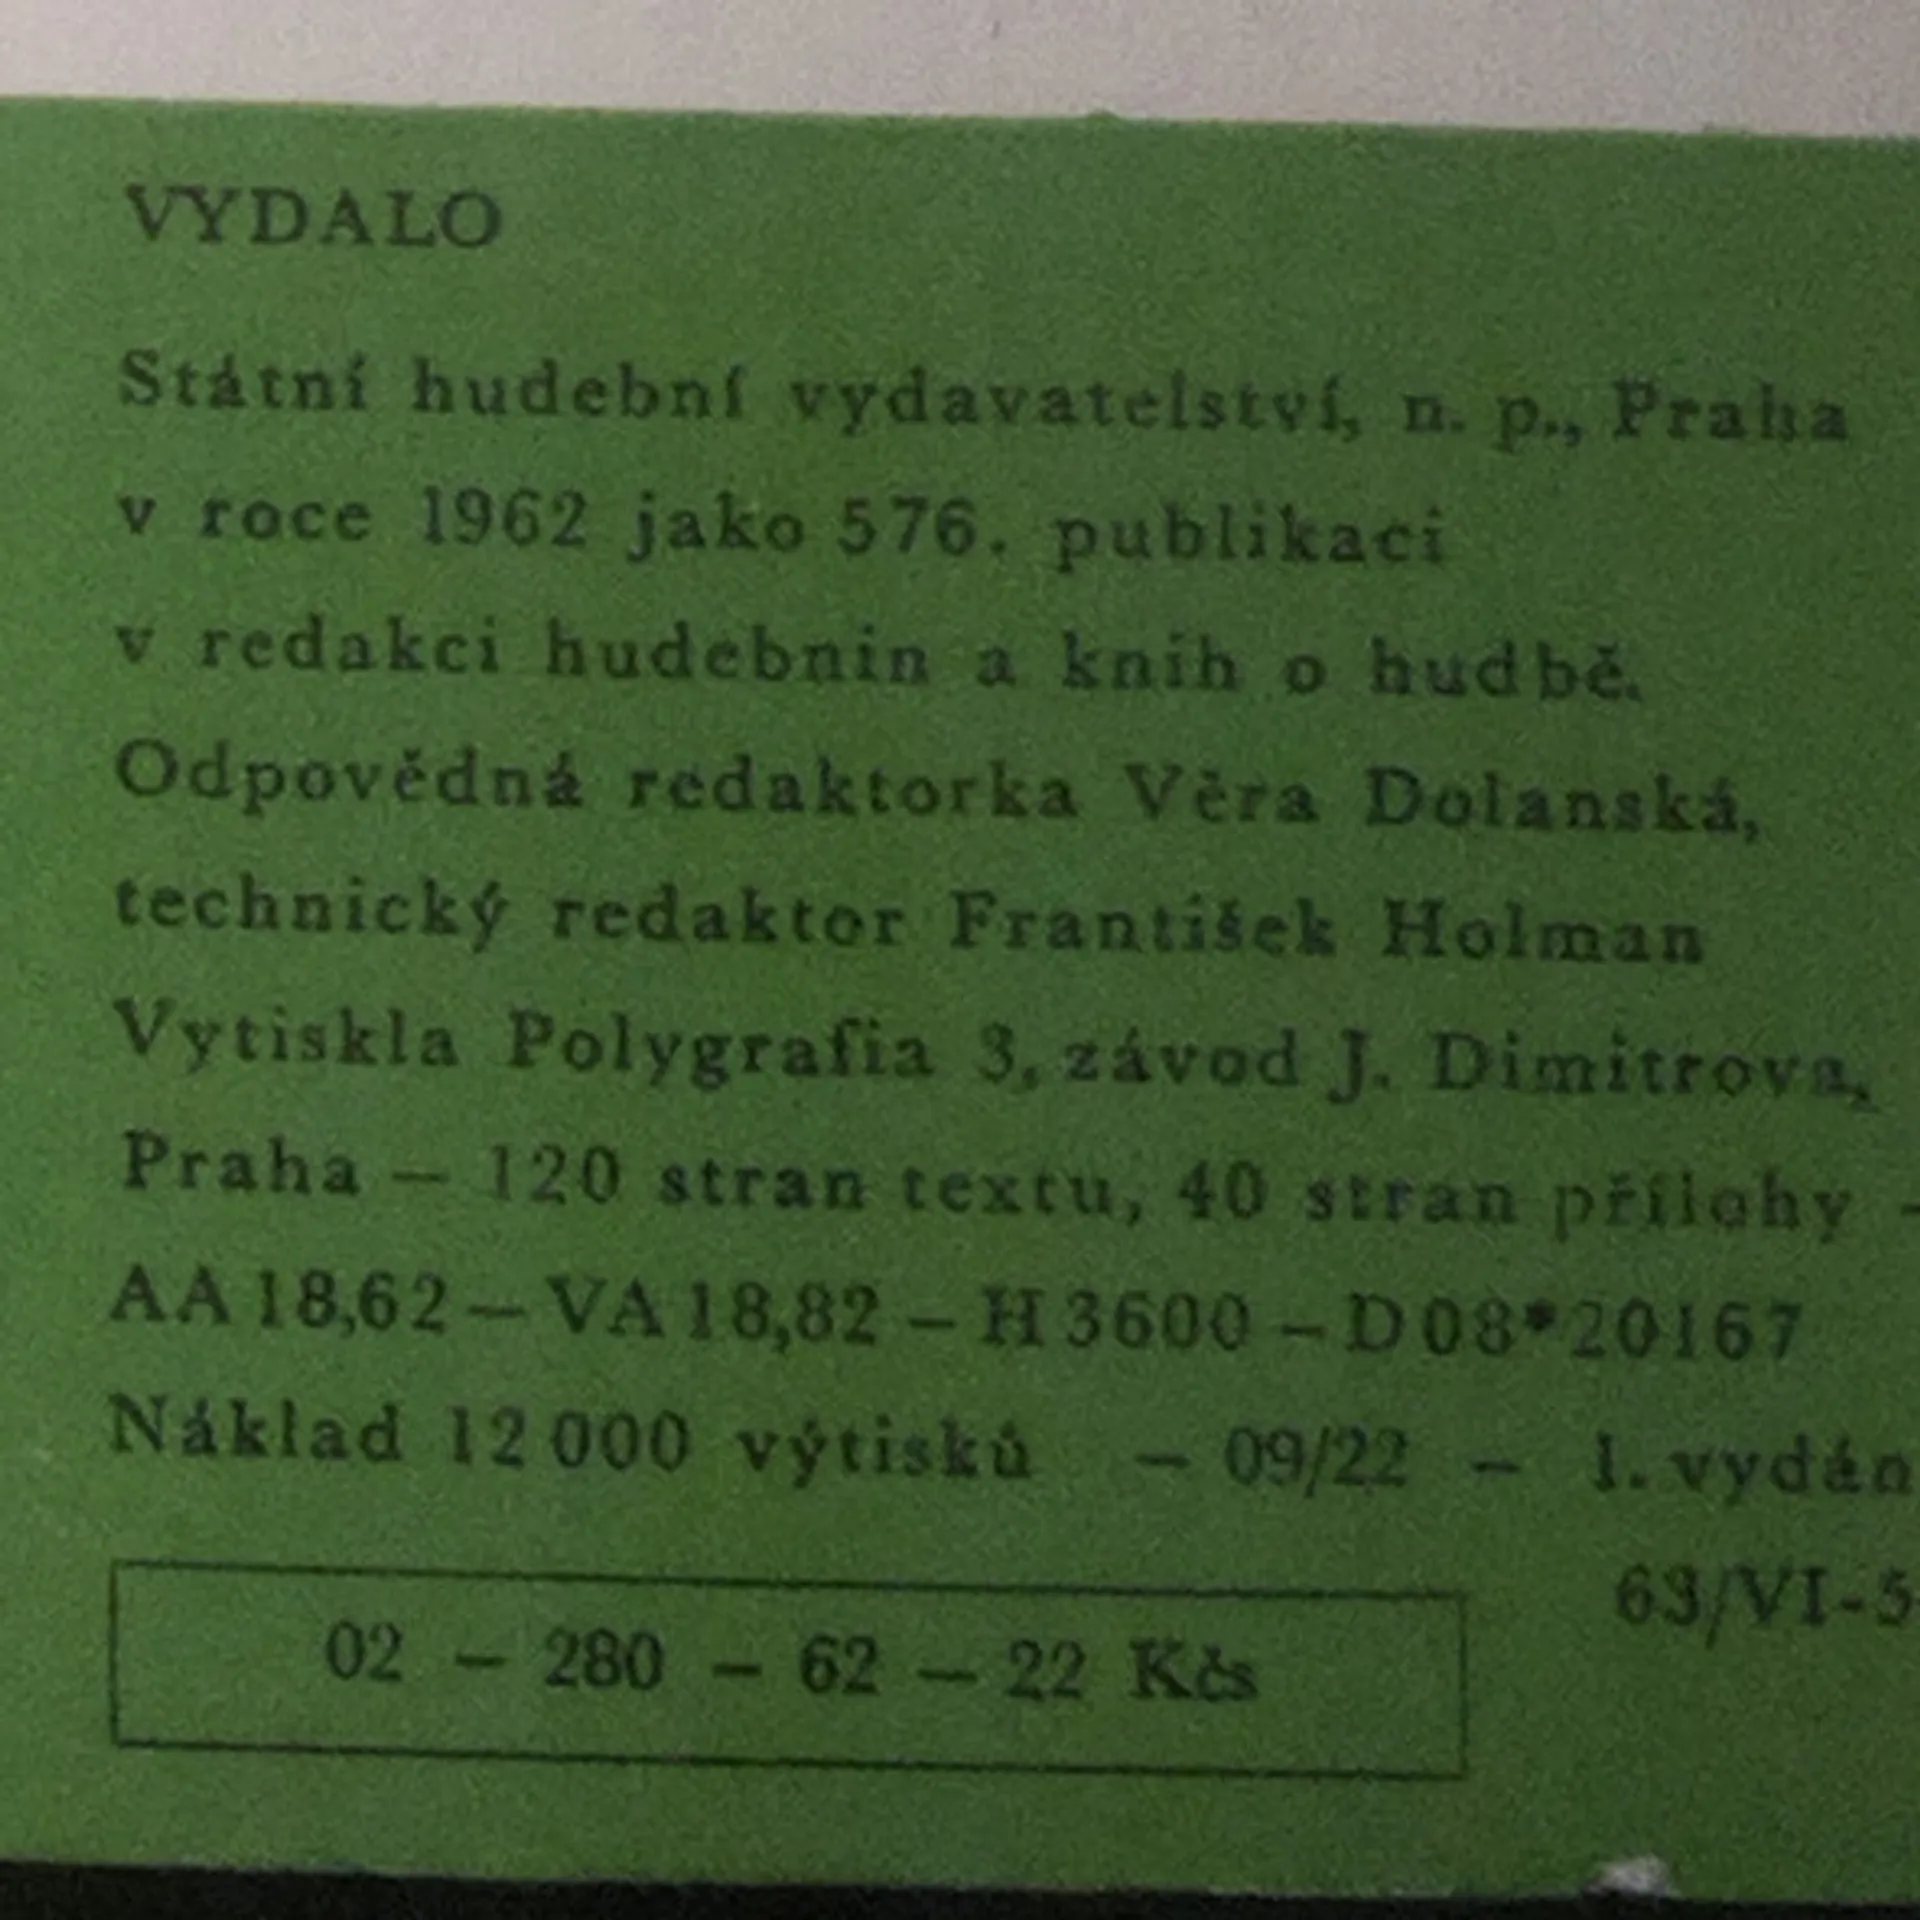 VYDALO
Státní hudební vydavatelství, n. p., Praha
v roce 1962 jako 576. publikaci
v redakci hudebnin a knih o hudbě.
Odpovědná redaktorka Věra Dolanská,
technický redaktor František Holman
Vytiskla Polygrafia 3, závod J. Dimitrova,
Praha – 120 stran textu, 40 stran přílohy –
AA 18,62 – VA 18,82 – H 3600 – D 08*20167
Náklad 12 000 výtisků – 09/22 – 1. vydán
63/VI-5
02 – 280 – 62 – 22 Kčs